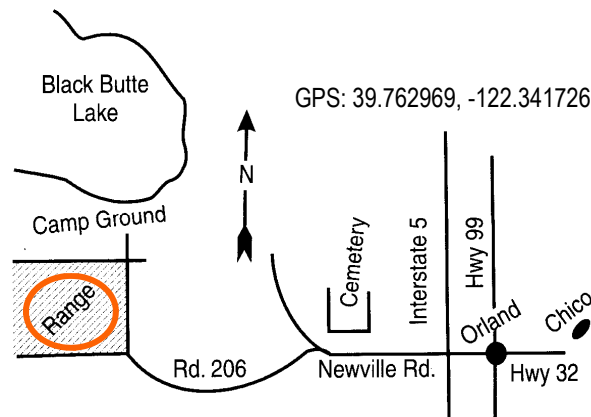 Black Butte
Lake
GPS: 39.762969, -122.341726
N
Camp Ground
Cemetery
Interstate 5
Hwy 99
Range
Orland
Chico
Rd. 206
Newville Rd.
Hwy 32